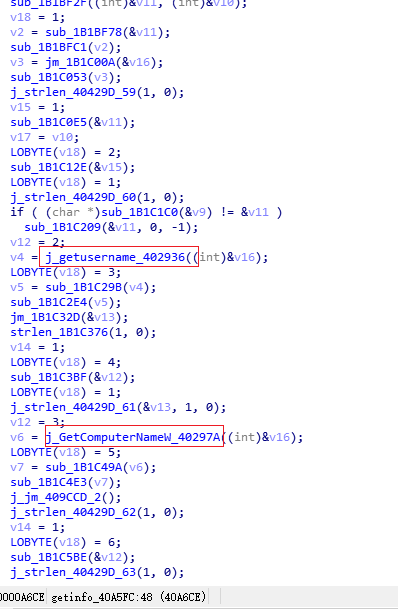 sub_1B1BF2F((int)&v11, (int)&v10);
v18 = 1;
v2 = sub_1B1BF78(&v11);
sub_1B1BFC1(v2);
v3 = jm_1B1C00A(&v16);
sub_1B1C053(v3);
j_strlen_40429D_59(1, 0);
v15 = 1;
sub_1B1C0E5(&v11);
v17 = v10;
LOBYTE(v18) = 2;
sub_1B1C12E(&v15);
LOBYTE(v18) = 1;
j_strlen_40429D_60(1, 0);
if ( (char *)sub_1B1C1C0(&v9) != &v11 )
sub_1B1C209(&v11, 0, -1);
v12 = 2;
v4 = j_getusername_402936((int)&v16);
LOBYTE(v18) = 3;
v5 = sub_1B1C29B(v4);
sub_1B1C2E4(v5);
jm_1B1C32D(&v13);
strlen_1B1C376(1, 0);
v14 = 1;
LOBYTE(v18) = 4;
sub_1B1C3BF(&v12);
LOBYTE(v18) = 1;
j_strlen_40429D_61(&v13, 1, 0);
v12 = 3;
v6 = j_GetComputerNameW_40297A((int)&v16);
LOBYTE(v18) = 5;
v7 = sub_1B1C49A(v6);
sub_1B1C4E3(v7);
j_jm_409CCD_2();
j_strlen_40429D_62(1, 0);
v14 = 1;
LOBYTE(v18) = 6;
sub_1B1C5BE(&v12);
j_strlen_40429D_63(1, 0);
0000A6CE getinfo_40A5FC:48 (40A6CE)